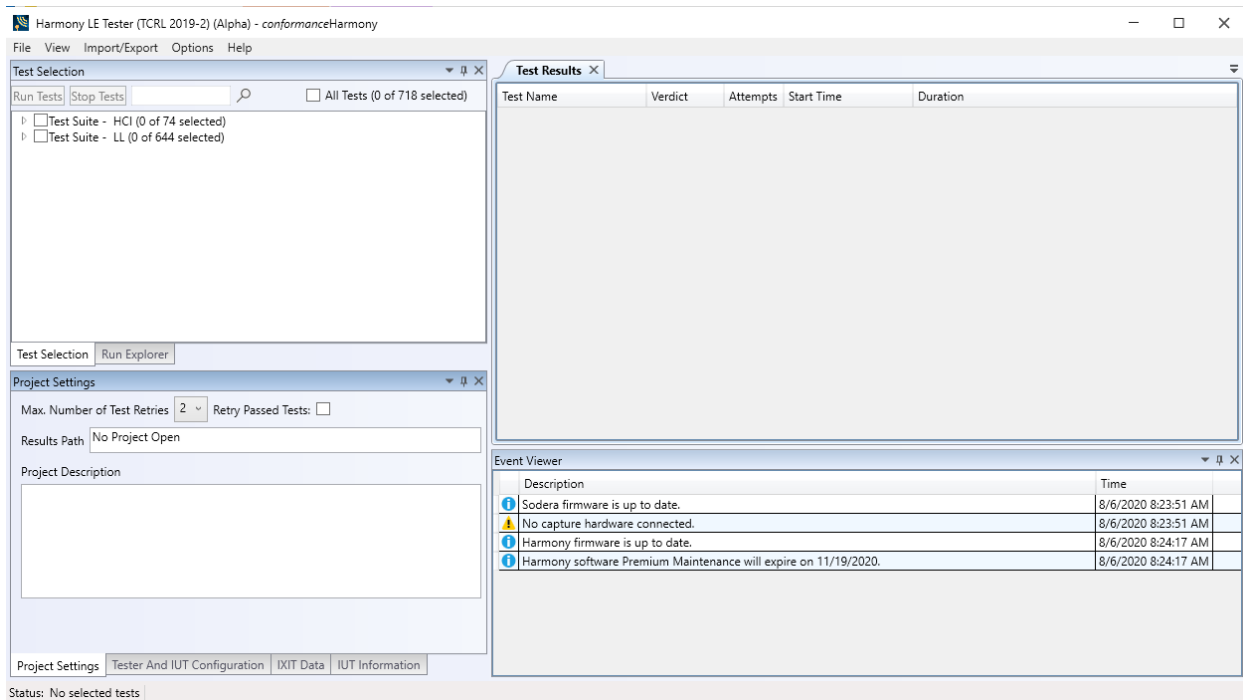 Harmony LE Tester (TCRL 2019-2) (Alpha) - conformanceHarmony
File View Import/Export Options Help
Test Selection
Run Tests Stop Tests
All Tests (0 of 718 selected)
Test Suite - HCI (0 of 74 selected)
Test Suite - LL (0 of 644 selected)
Test Selection Run Explorer
Project Settings
Max. Number of Test Retries 2 Retry Passed Tests:
Results Path No Project Open
Project Description
Project Settings Tester And IUT Configuration IXIT Data IUT Information
Test Results
Test Name Verdict Attempts Start Time Duration
Event Viewer
Description Time
Sodera firmware is up to date. 8/6/2020 8:23:51 AM
No capture hardware connected. 8/6/2020 8:23:51 AM
Harmony firmware is up to date. 8/6/2020 8:24:17 AM
Harmony software Premium Maintenance will expire on 11/19/2020. 8/6/2020 8:24:17 AM
Status: No selected tests